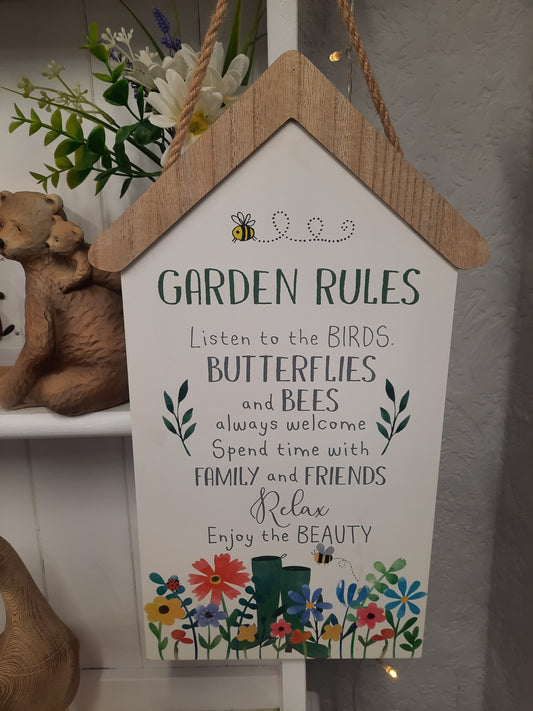 GARDEN RULES
Listen to the BIRDS.
BUTTERFLIES
and BEES
always welcome
Spend time with
FAMILY and FRIENDS
Relax
Enjoy the BEAUTY